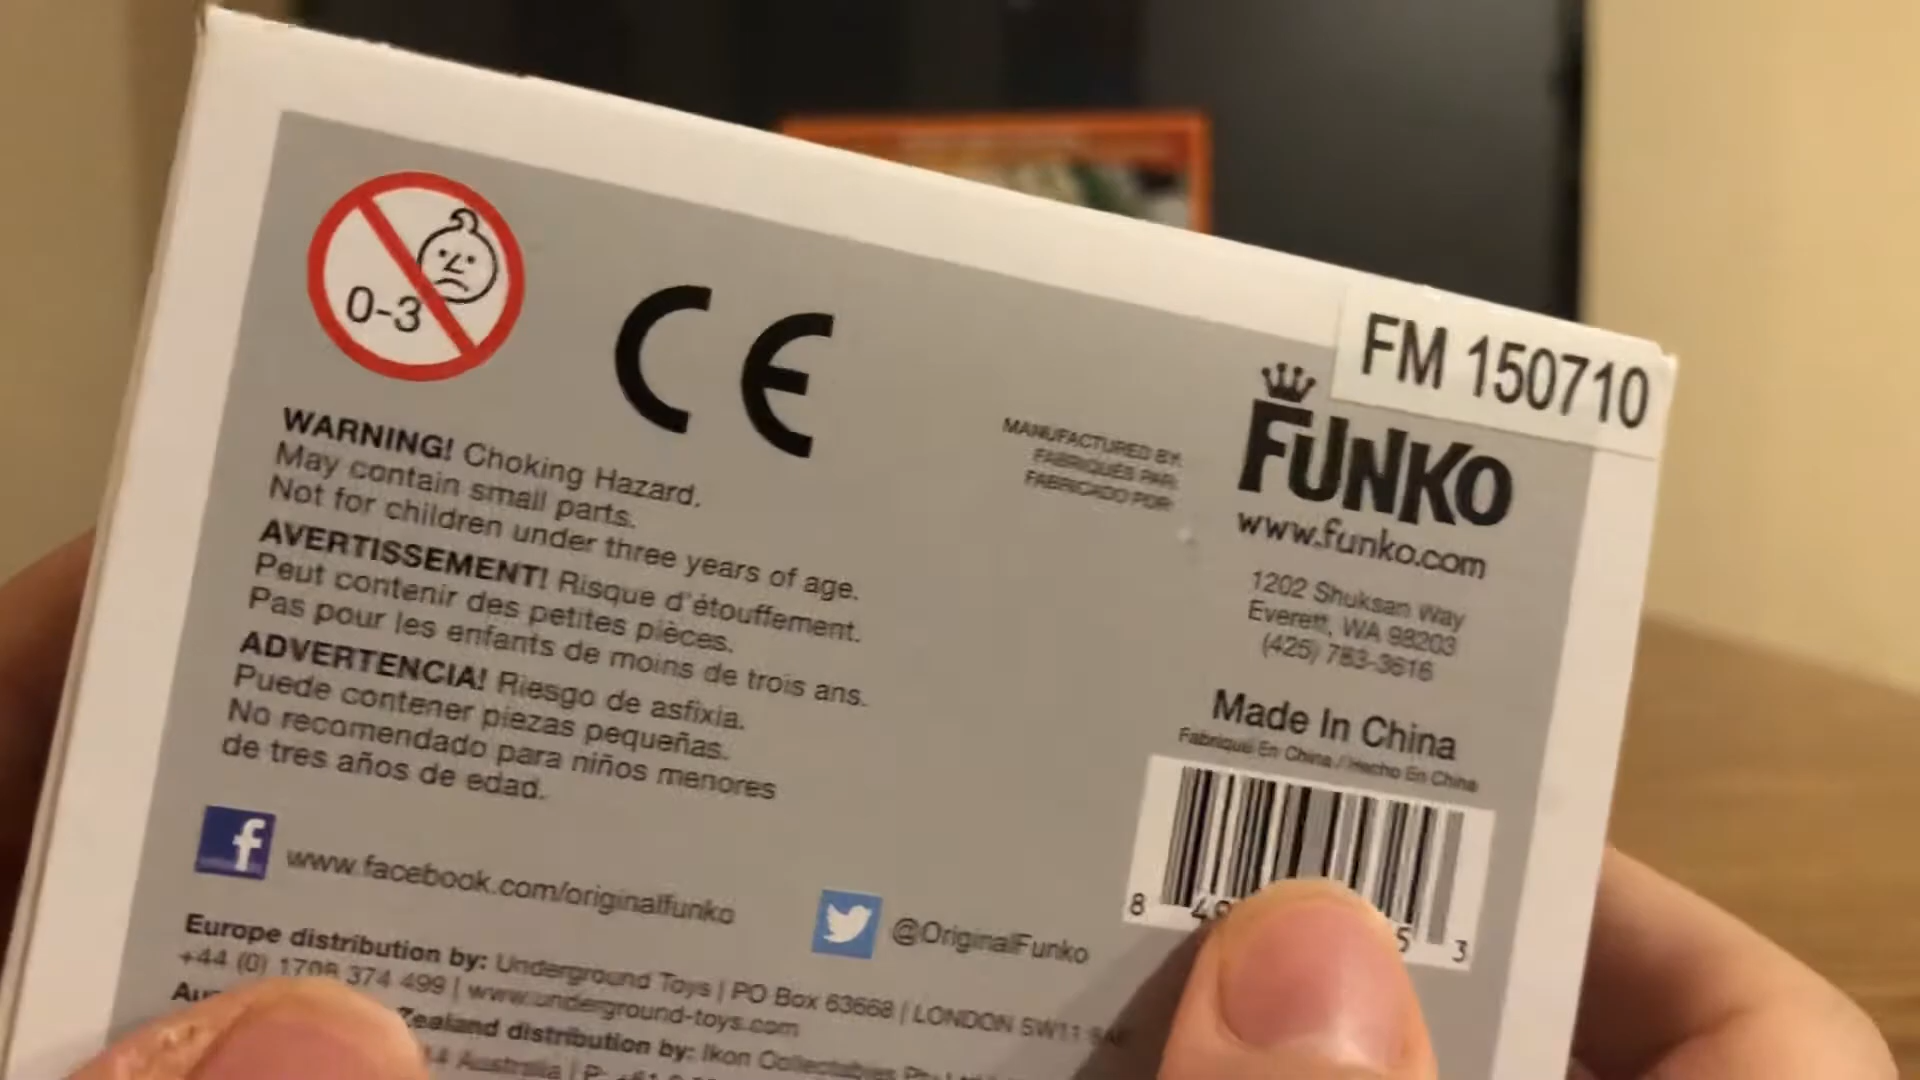 0-3
CE
FM 150710
MANUFACTURED BY:
FABRIQUÉS PAR:
FABRICADO POR:
FUNKO
www.funko.com
1202 Shuksan Way
Everett, WA 98203
(425) 783-3616
Made In China
Fabriqué En China / Hecho En China
WARNING! Choking Hazard.
May contain small parts.
Not for children under three years of age.
AVERTISSEMENT! Risque d'étouffement.
Peut contenir des petites pièces.
Pas pour les enfants de moins de trois ans.
ADVERTENCIA! Riesgo de asfixia.
Puede contener piezas pequeñas.
No recomendado para niños menores
de tres años de edad.
8 49 5 3
f www.facebook.com/originalfunko
@OriginalFunko
Europe distribution by: Underground Toys | PO Box 63668 | LONDON SW11
+44 (0) 1708 374 499 | www.underground-toys.com
Zealand distribution by: Ikon Collectables
Australia | P: